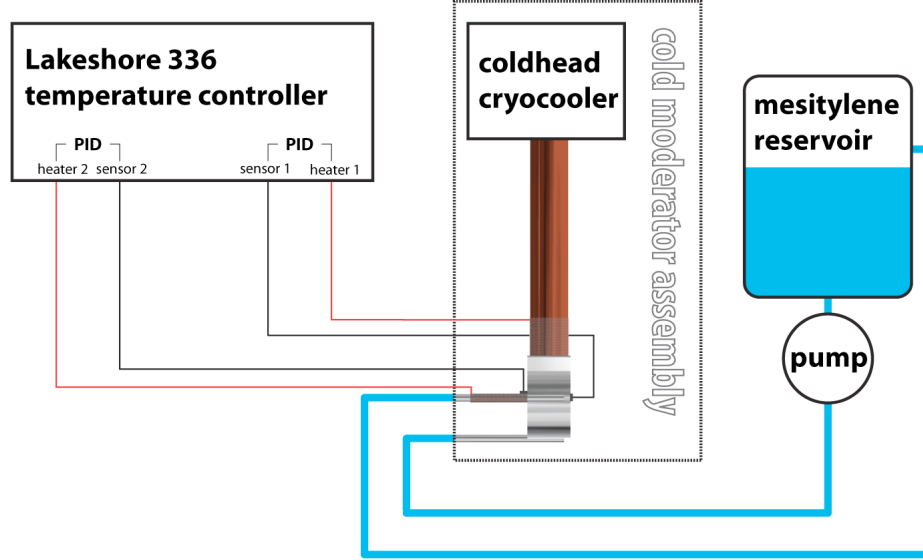 Lakeshore 336
temperature controller
PID
PID
heater 2 sensor 2
sensor 1 heater 1
coldhead
cryocooler
cold moderator assembly
mesitylene
reservoir
pump